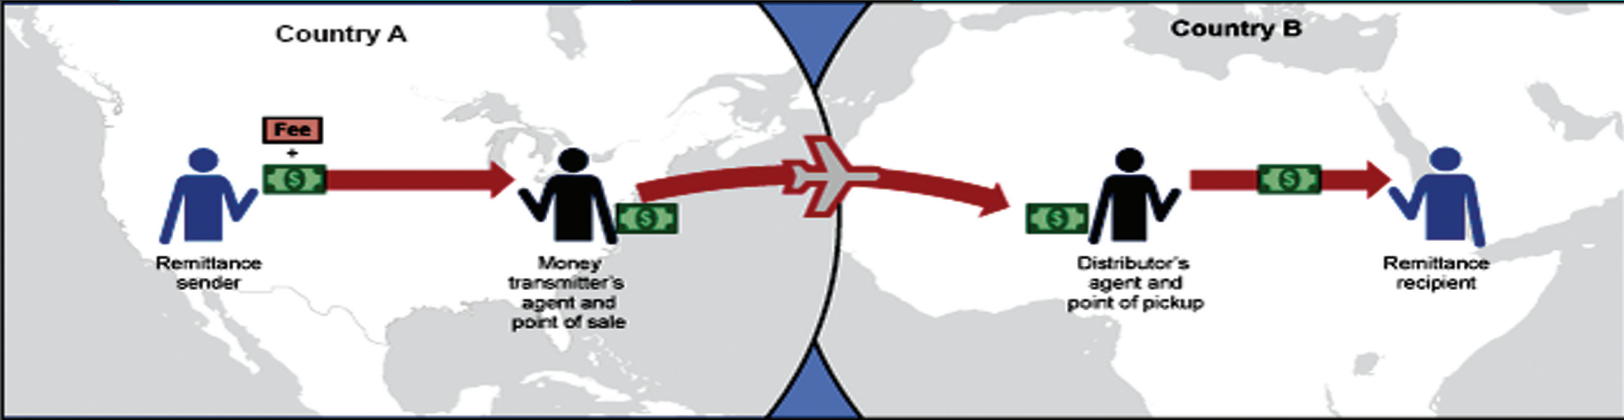 Country A
Country B
Fee
+
$
$
$
$
Remittance
sender
Money
transmitter's
agent and
point of sale
Distributor's
agent and
point of pickup
Remittance
recipient